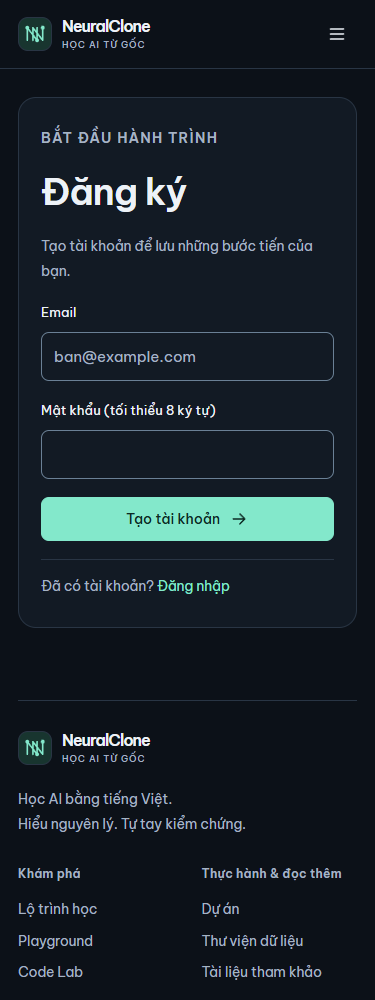 NeuralClone
HỌC AI TỪ GỐC
BẮT ĐẦU HÀNH TRÌNH
Đăng ký
Tạo tài khoản để lưu những bước tiến của
bạn.
Email
ban@example.com
Mật khẩu (tối thiểu 8 ký tự)
Tạo tài khoản →
Đã có tài khoản? Đăng nhập
NeuralClone
HỌC AI TỪ GỐC
Học AI bằng tiếng Việt.
Hiểu nguyên lý. Tự tay kiểm chứng.
Khám phá
Lộ trình học
Playground
Code Lab
Thực hành & đọc thêm
Dự án
Thư viện dữ liệu
Tài liệu tham khảo